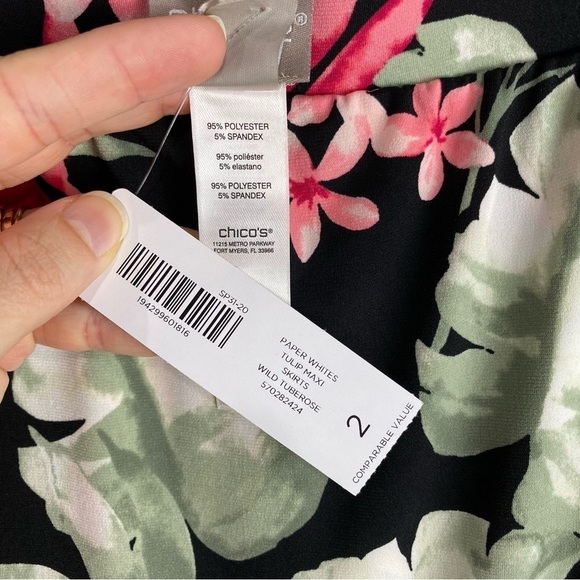 95% POLYESTER
5% SPANDEX
95% poliéster
5% elastano
95% POLYESTER
5% SPANDEX
chico's®
11215 METRO PARKWAY
FORT MYERS, FL 33966
SP31-20
194299601816
PAPER WHITES
TULIP MAXI
SKIRTS
WILD TUBEROSE
570282424
2
COMPARABLE VALUE